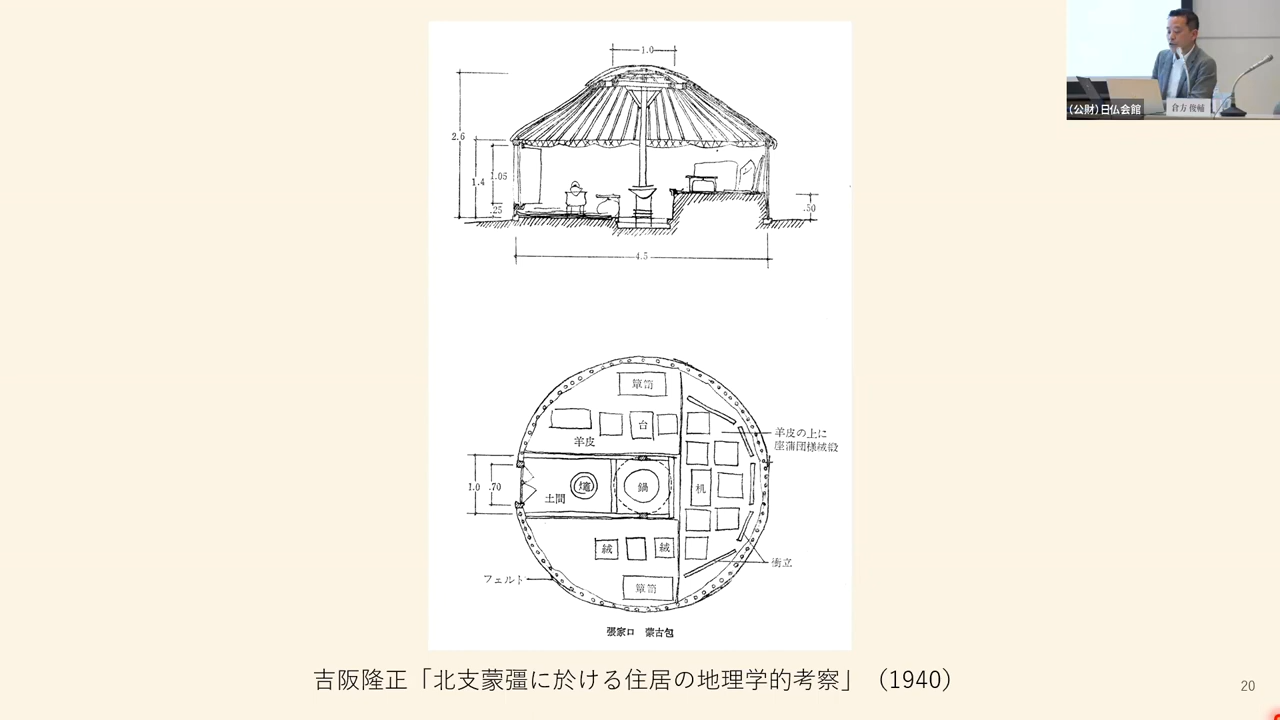 1.0
2.6
1.4
1.05
.25
.50
4.5
簞笥
台
羊皮
羊皮の上に
座蒲団様絨緞
1.0
.70
土間
爐
鍋
机
絨
絨
衝立
フェルト
簞笥
張家口 蒙古包
吉阪隆正「北支蒙彊に於ける住居の地理学的考察」（1940）
20
倉方俊輔
(公財)日仏会館